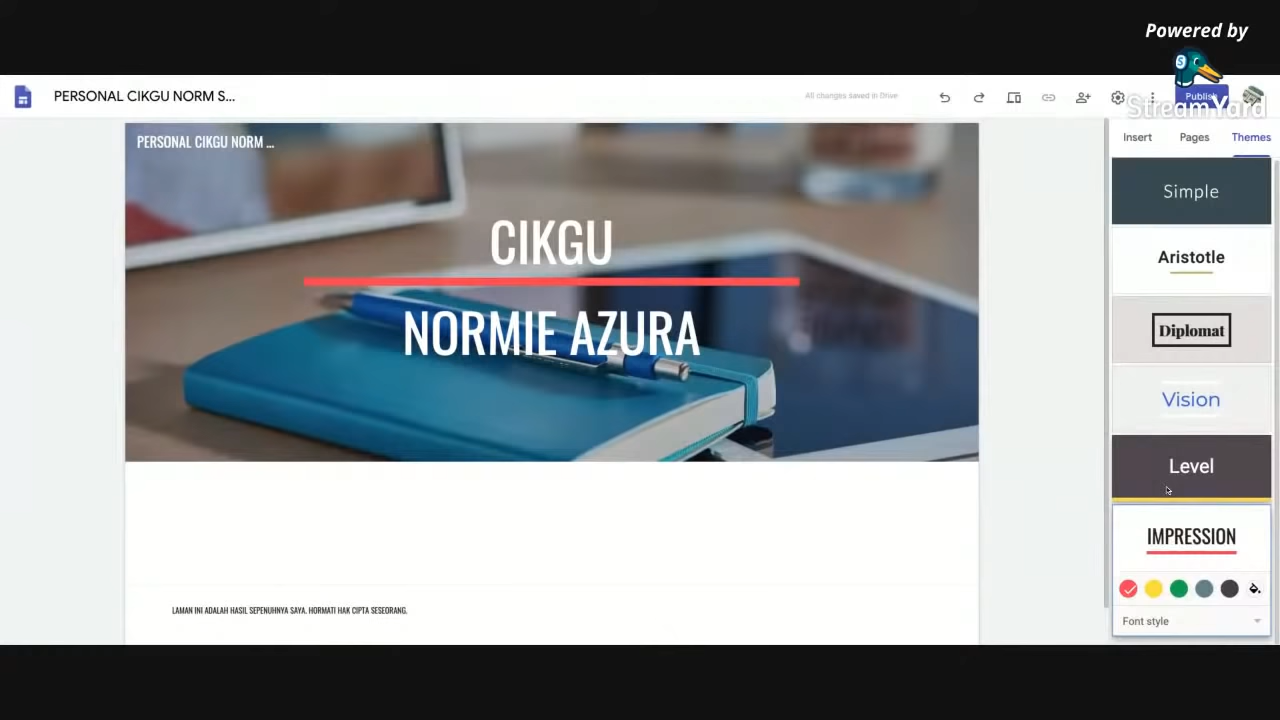 Powered by
StreamYard
PERSONAL CIKGU NORM S...
All changes saved in Drive
Publish
Insert
Pages
Themes
PERSONAL CIKGU NORM ...
CIKGU
NORMIE AZURA
LAMAN INI ADALAH HASIL SEPENUHNYA SAYA. HORMATI HAK CIPTA SESEORANG.
Simple
Aristotle
Diplomat
Vision
Level
IMPRESSION
Font style